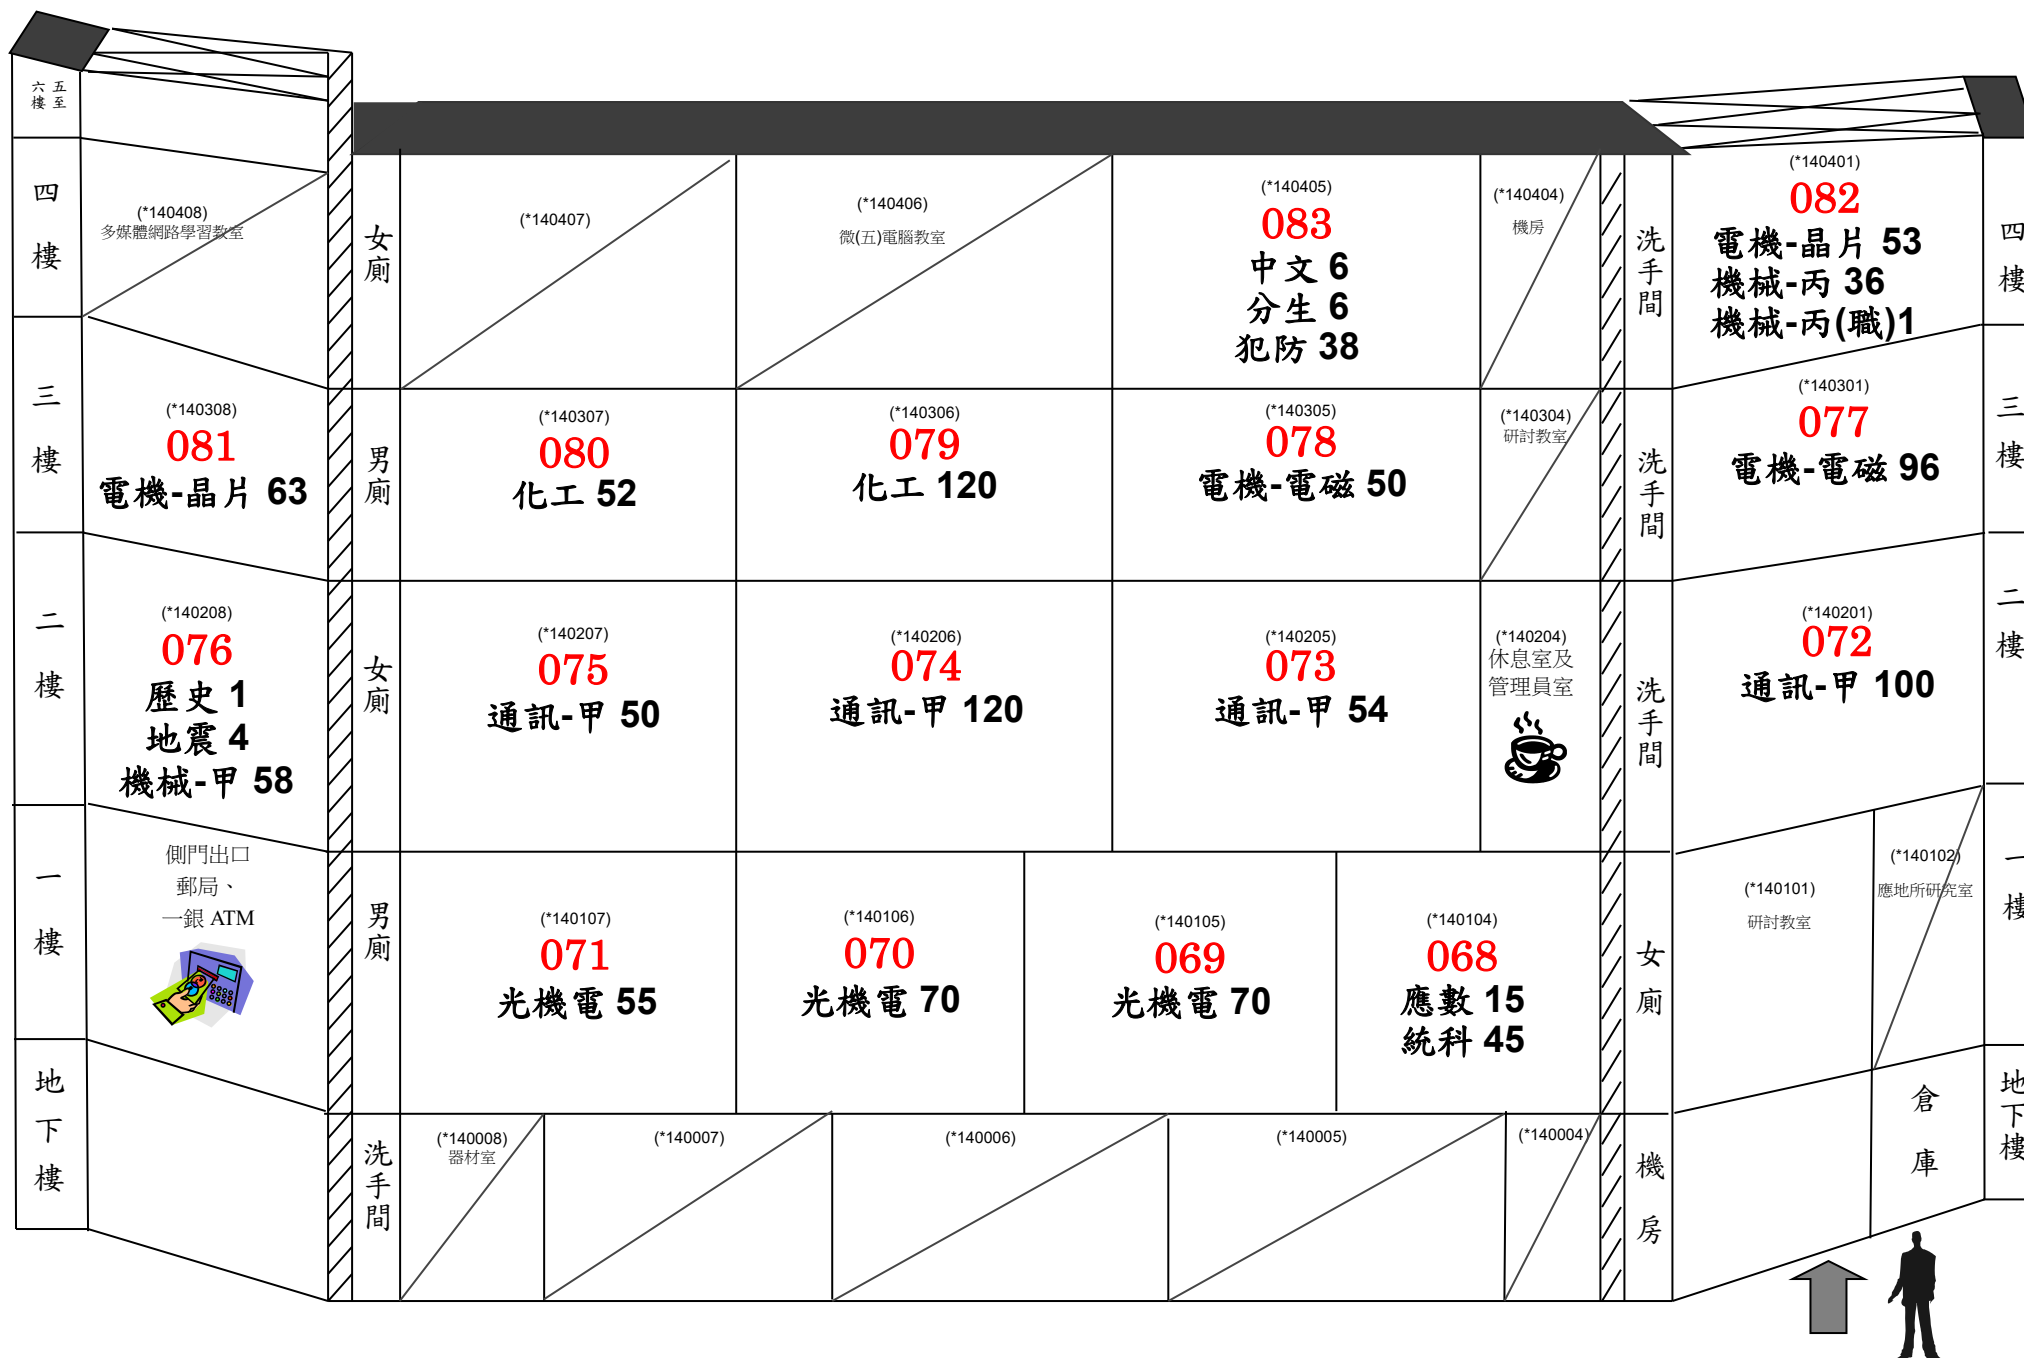 五至
六樓
四樓
(*140408)
多媒體網路學習教室
女廁
(*140407)
(*140406)
微(五)電腦教室
(*140405)
083
中文 6
分生 6
犯防 38
(*140404)
機房
洗手間
(*140401)
082
電機-晶片 53
機械-丙 36
機械-丙(職)1
四樓
三樓
(*140308)
081
電機-晶片 63
男廁
(*140307)
080
化工 52
(*140306)
079
化工 120
(*140305)
078
電機-電磁 50
(*140304)
研討教室
洗手間
(*140301)
077
電機-電磁 96
三樓
二樓
(*140208)
076
歷史 1
地震 4
機械-甲 58
女廁
(*140207)
075
通訊-甲 50
(*140206)
074
通訊-甲 120
(*140205)
073
通訊-甲 54
(*140204)
休息室及
管理員室
洗手間
(*140201)
072
通訊-甲 100
二樓
一樓
側門出口
郵局、
一銀 ATM
男廁
(*140107)
071
光機電 55
(*140106)
070
光機電 70
(*140105)
069
光機電 70
(*140104)
068
應數 15
統科 45
女廁
(*140101)
研討教室
(*140102)
應地所研究室
一樓
地下樓
洗手間
(*140008)
器材室
(*140007)
(*140006)
(*140005)
(*140004)
機房
倉庫
地下樓